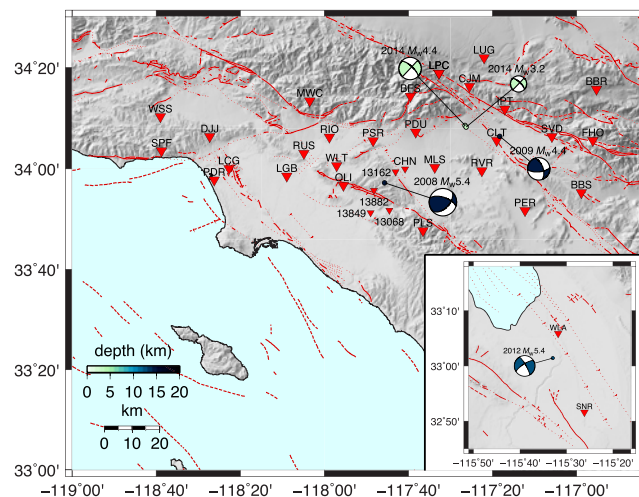 34°20'
34°00'
33°40'
33°20'
33°00'
−119°00'
−118°40'
−118°20'
−118°00'
−117°40'
−117°20'
−117°00'
2014 Mw4.4
LPC
LUG
2014 Mw3.2
CJM
BBR
BFS
MWC
WSS
IPT
DJJ
RIO
PSR
PDU
CLT
SVD
FHO
2009 Mw4.4
SPF
RUS
WLT
13162
CHN
MLS
RVR
LCG
PDR
LGB
OLI
2008 Mw5.4
BBS
13882
13849
13068
PLS
PER
depth (km)
0 5 10 15 20
km
0 10 20
33°10'
33°00'
32°50'
−115°50'
−115°40'
−115°30'
−115°20'
WLA
2012 Mw5.4
SNR